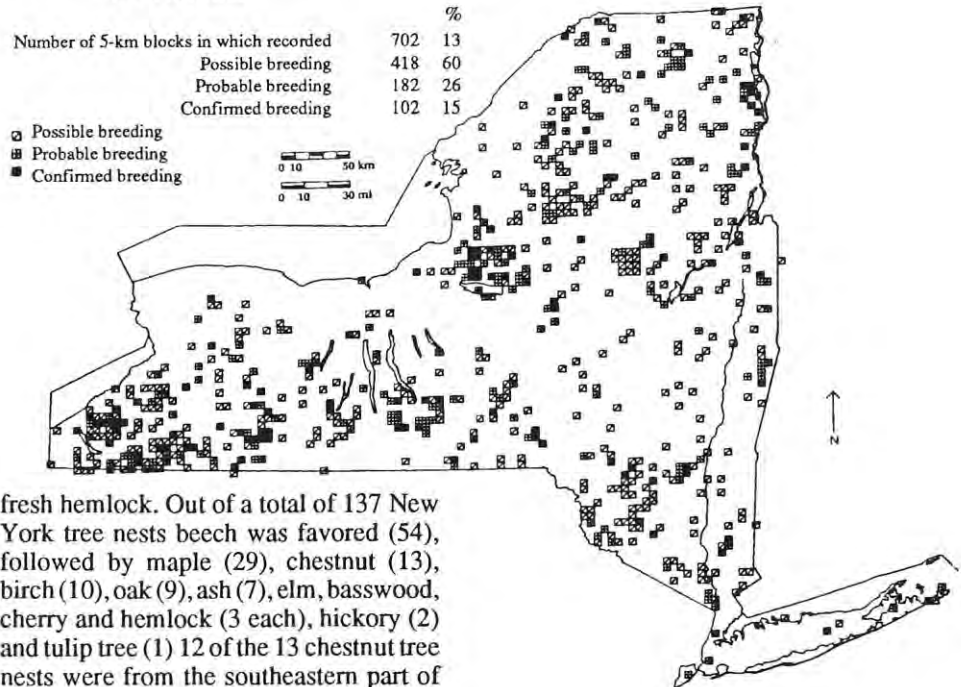 %
Number of 5-km blocks in which recorded 702 13
Possible breeding 418 60
Probable breeding 182 26
Confirmed breeding 102 15
Possible breeding
Probable breeding
Confirmed breeding
0 10 50 km
0 10 30 mi
N
fresh hemlock. Out of a total of 137 New
York tree nests beech was favored (54),
followed by maple (29), chestnut (13),
birch (10), oak (9), ash (7), elm, basswood,
cherry and hemlock (3 each), hickory (2)
and tulip tree (1) 12 of the 13 chestnut tree
nests were from the southeastern part of